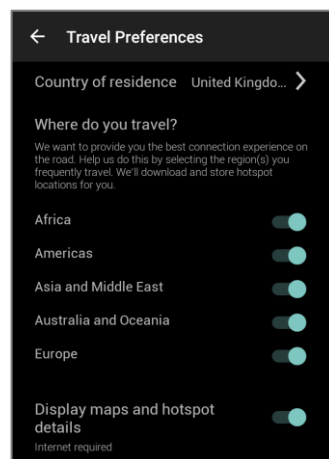 Travel Preferences
Country of residence United Kingdo...
Where do you travel?
We want to provide you the best connection experience on
the road. Help us do this by selecting the region(s) you
frequently travel. We'll download and store hotspot
locations for you.
Africa
Americas
Asia and Middle East
Australia and Oceania
Europe
Display maps and hotspot
details
Internet required